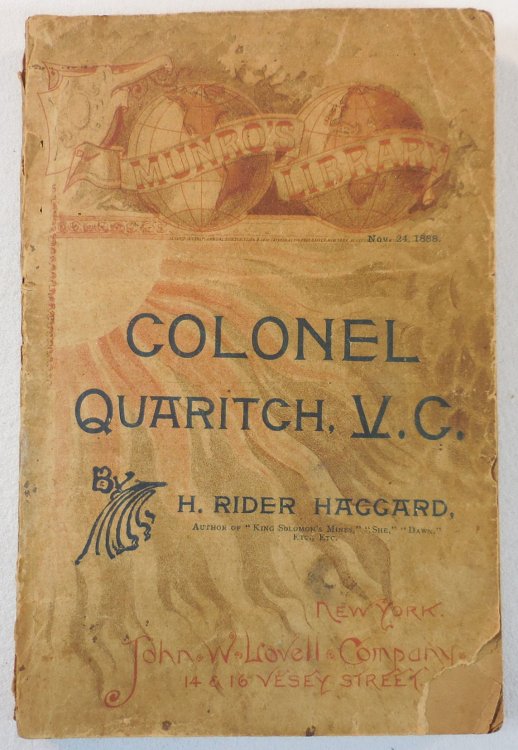 MUNRO'S
LIBRARY
Nov. 24, 1888.
COLONEL
QUARITCH, V.C.
By
H. RIDER HAGGARD,
Author of "King Solomon's Mines," "She," "Dawn,"
Etc., Etc.
NEW YORK.
John • W • Lovell • Company •
14 & 16 VESEY STREET